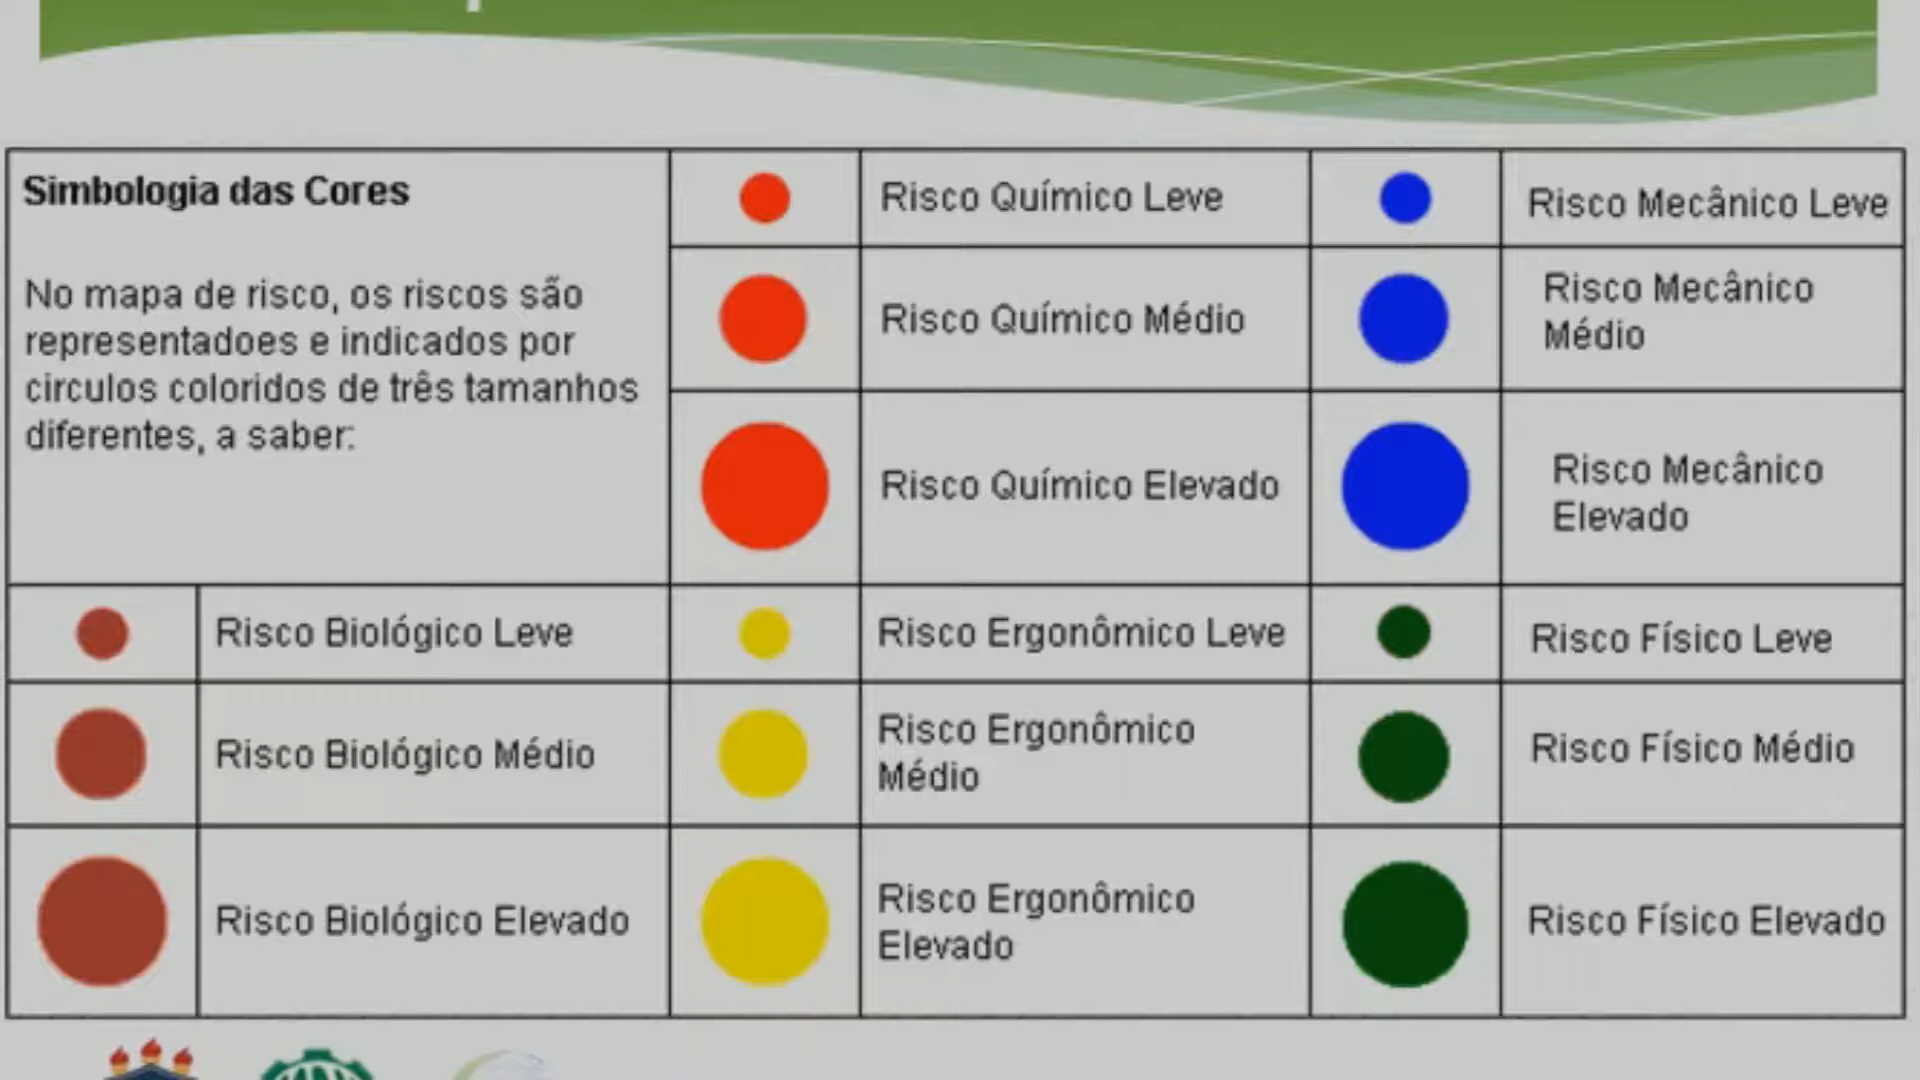 Simbologia das Cores
No mapa de risco, os riscos são
representadoes e indicados por
circulos coloridos de três tamanhos
diferentes, a saber:
Risco Químico Leve
Risco Mecânico Leve
Risco Químico Médio
Risco Mecânico
Médio
Risco Químico Elevado
Risco Mecânico
Elevado
Risco Biológico Leve
Risco Ergonômico Leve
Risco Físico Leve
Risco Biológico Médio
Risco Ergonômico
Médio
Risco Físico Médio
Risco Biológico Elevado
Risco Ergonômico
Elevado
Risco Físico Elevado